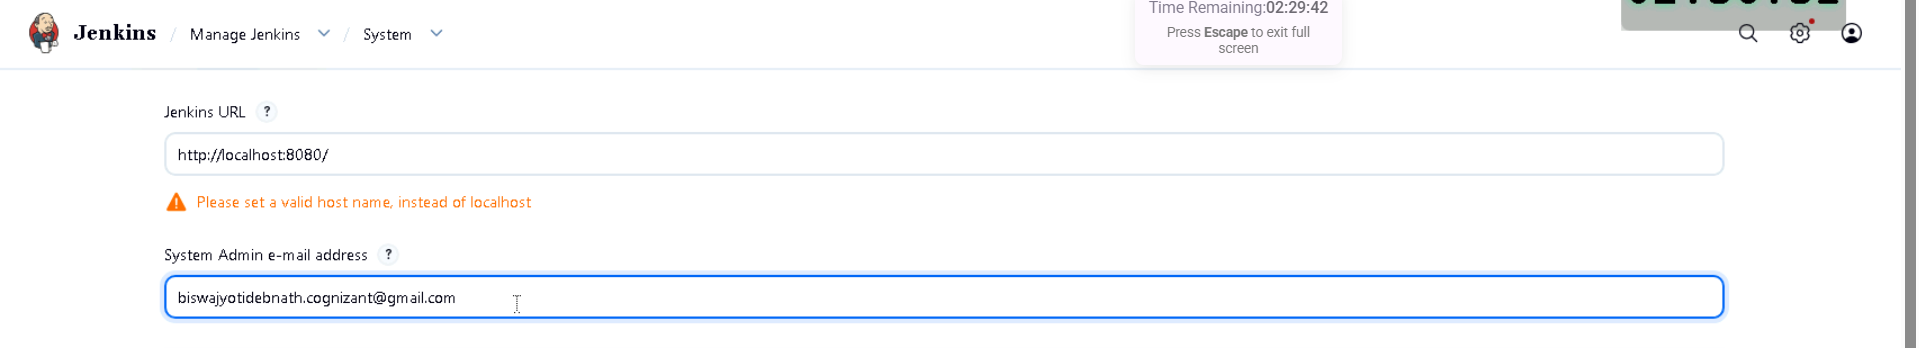 Time Remaining:02:29:42
Jenkins / Manage Jenkins / System
Press Escape to exit full
screen
Jenkins URL ?
http://localhost:8080/
Please set a valid host name, instead of localhost
System Admin e-mail address ?
biswajyotidebnath.cognizant@gmail.com